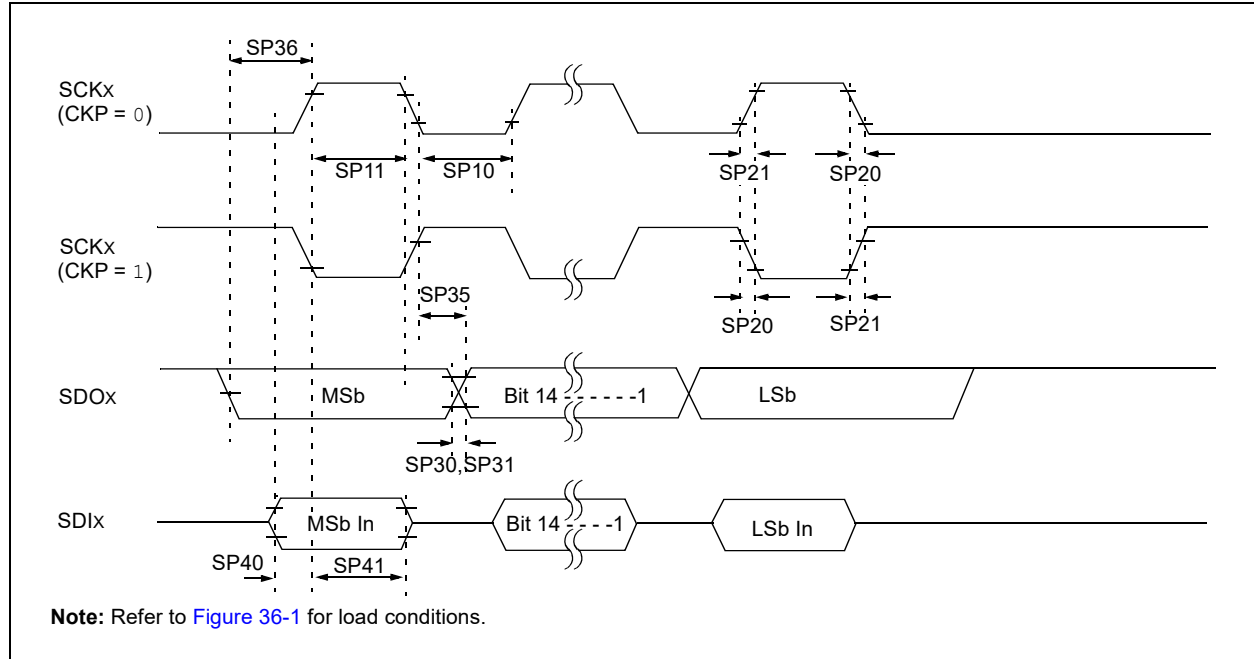 SP36
SCKx
(CKP = 0)
SP11
SP10
SP21
SP20
SCKx
(CKP = 1)
SP35
SP20
SP21
SDOx
MSb
Bit 14 - - - - - -1
LSb
SP30,SP31
SDIx
MSb In
Bit 14 - - - -1
LSb In
SP40
SP41
Note: Refer to Figure 36-1 for load conditions.